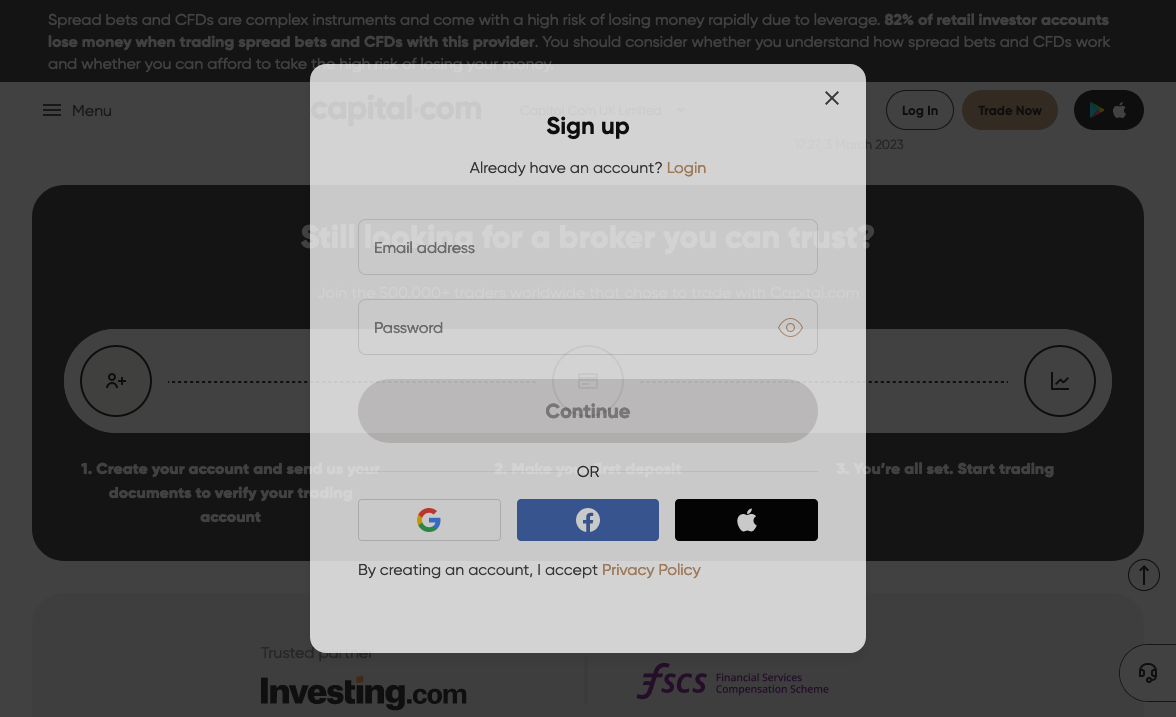 Spread bets and CFDs are complex instruments and come with a high risk of losing money rapidly due to leverage. 82% of retail investor accounts
lose money when trading spread bets and CFDs with this provider. You should consider whether you understand how spread bets and CFDs work
and whether you can afford to take the high risk of losing your money.
Menu
capital.com
Capital Com UK Limited
Log In
Trade Now
March 2023
Sign up
Already have an account? Login
Still looking for a broker you can trust?
Email address
Join the 500,000+ traders worldwide that chose to trade with Capital.com
Password
Continue
OR
1. Create your account and send us your
documents to verify your trading
account
2. Make your first deposit
3. You’re all set. Start trading
By creating an account, I accept Privacy Policy
Trusted partner
Investing.com
fscs
Financial Services
Compensation Scheme